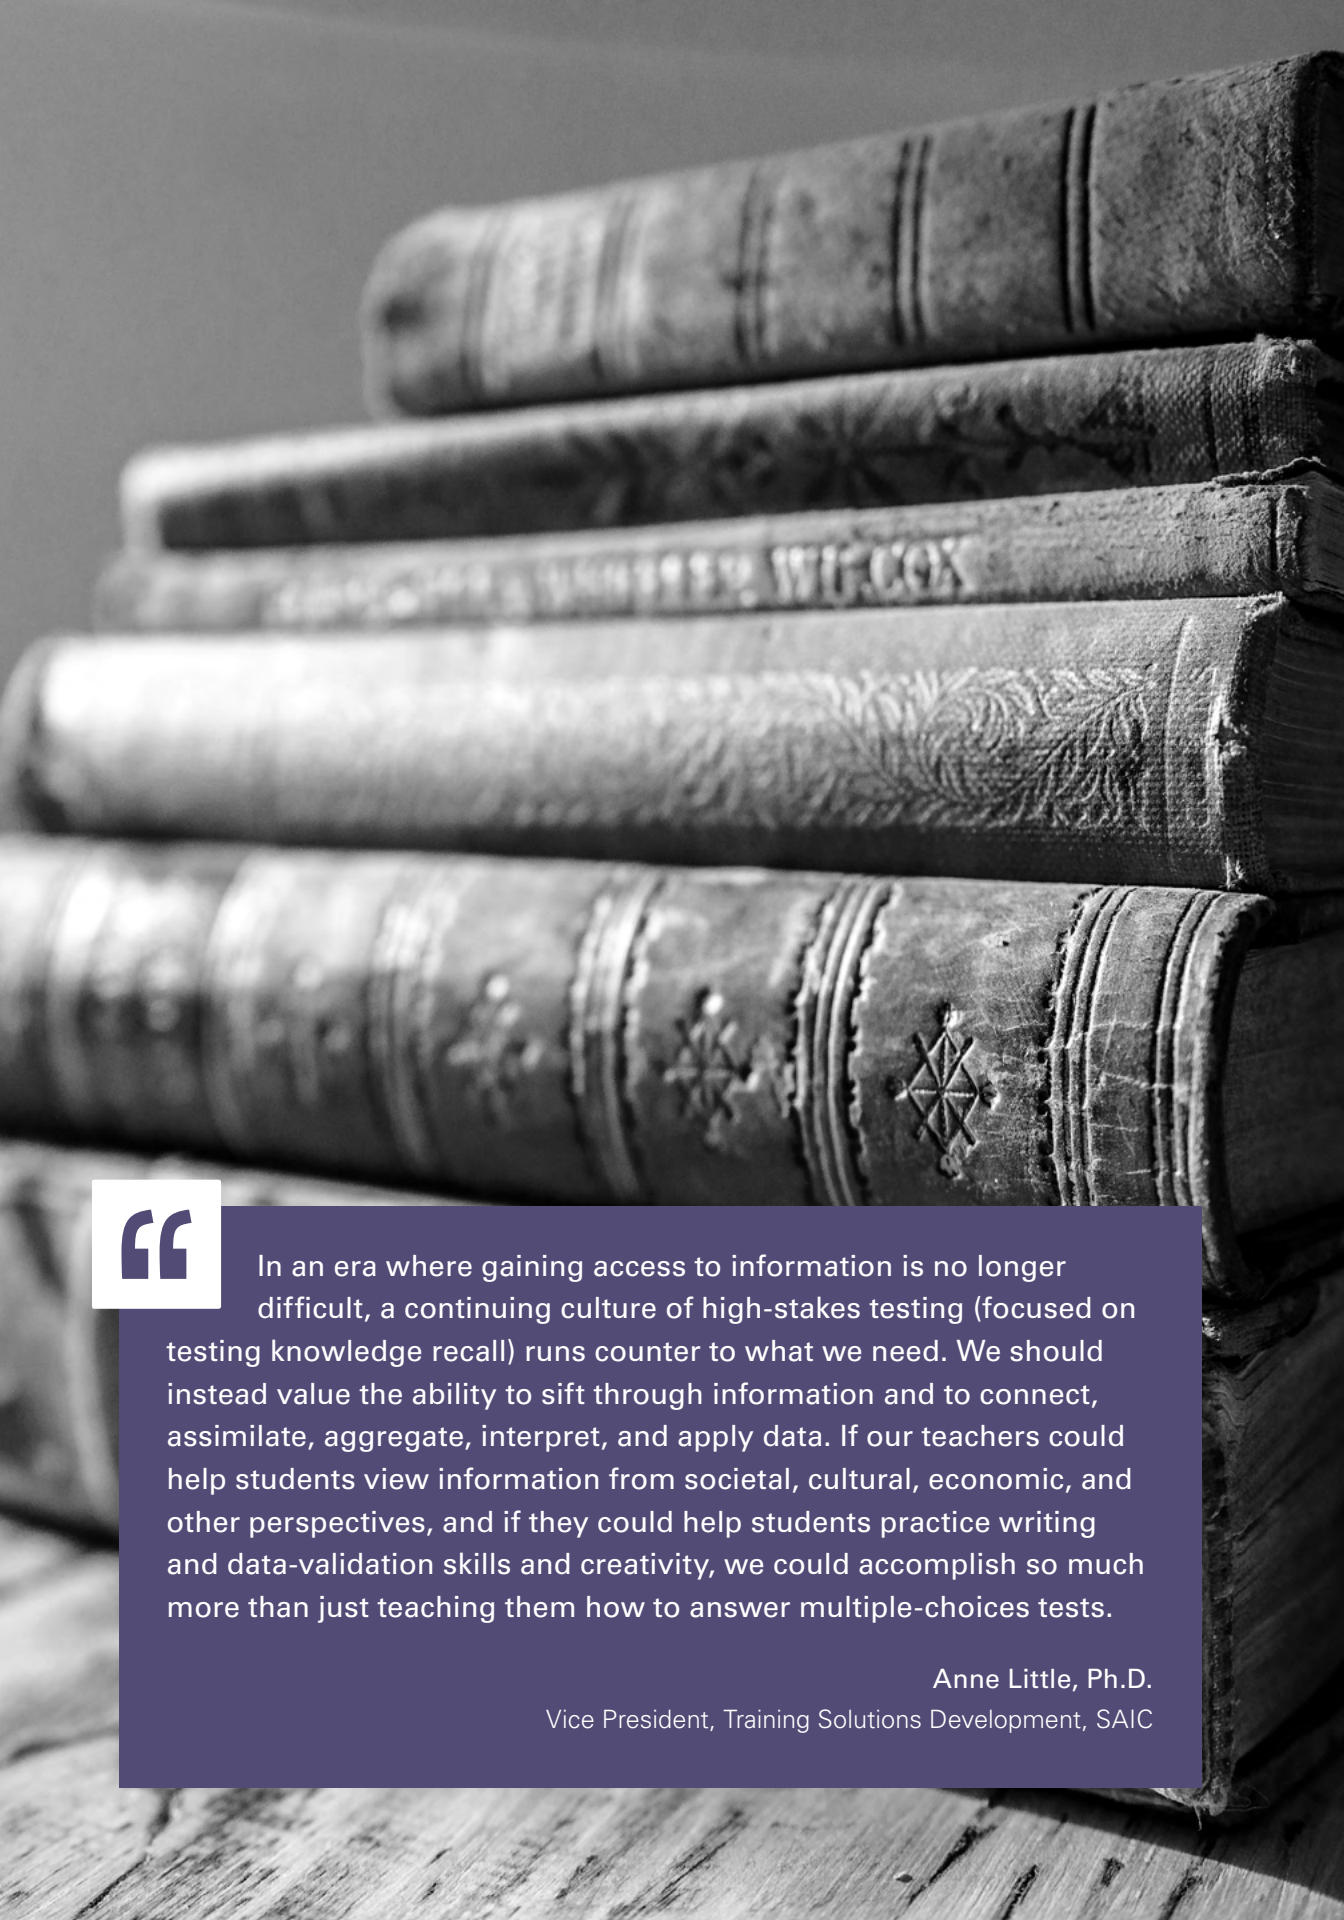 WILCOX
“
In an era where gaining access to information is no longer
difficult, a continuing culture of high-stakes testing (focused on
testing knowledge recall) runs counter to what we need. We should
instead value the ability to sift through information and to connect,
assimilate, aggregate, interpret, and apply data. If our teachers could
help students view information from societal, cultural, economic, and
other perspectives, and if they could help students practice writing
and data-validation skills and creativity, we could accomplish so much
more than just teaching them how to answer multiple-choices tests.
Anne Little, Ph.D.
Vice President, Training Solutions Development, SAIC